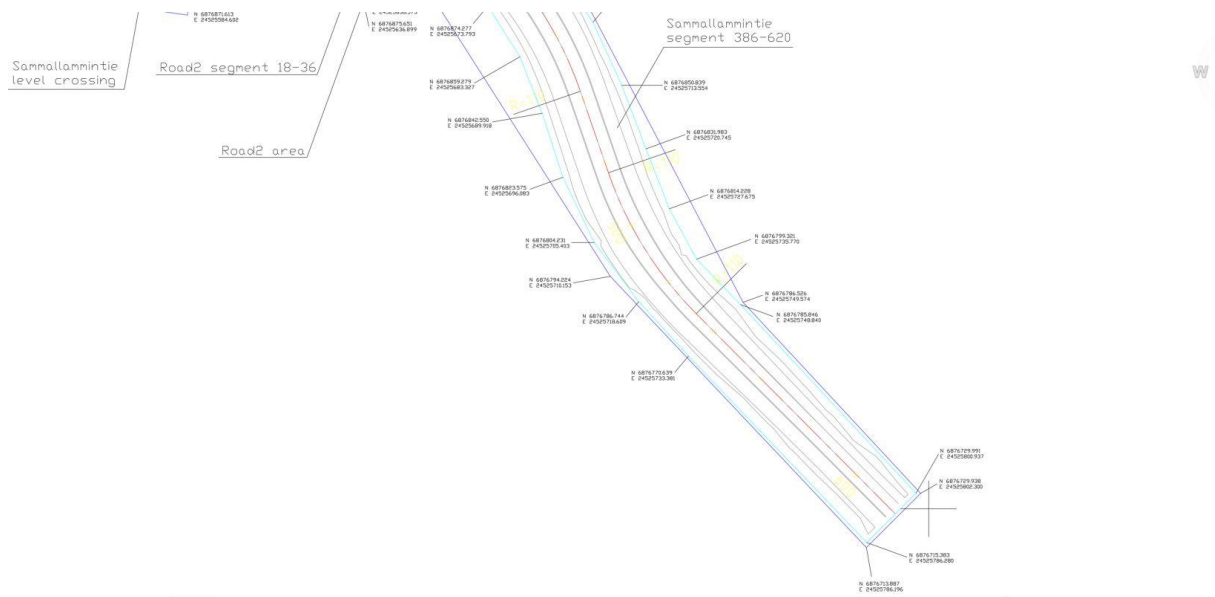 N 6876871.613
E 24525584.602
N 6876875.651
E 24525636.899
N 6876874.277
E 24525673.793
Sammallammintie
segment 386-620
Sammallammintie
level crossing
Road2 segment 18-36
Road2 area
N 6876859.279
E 24525683.327
N 6876850.839
E 24525713.554
N 6876842.550
E 24525689.918
N 6876831.983
E 24525720.745
N 6876823.575
E 24525696.083
N 6876814.228
E 24525727.675
N 6876804.231
E 24525705.403
N 6876799.321
E 24525735.770
N 6876794.224
E 24525710.153
N 6876786.526
E 24525749.574
N 6876785.846
E 24525748.840
N 6876786.744
E 24525718.609
N 6876770.639
E 24525733.381
N 6876729.991
E 24525800.937
N 6876729.938
E 24525802.300
N 6876715.383
E 24525786.280
N 6876713.887
E 24525786.196
W